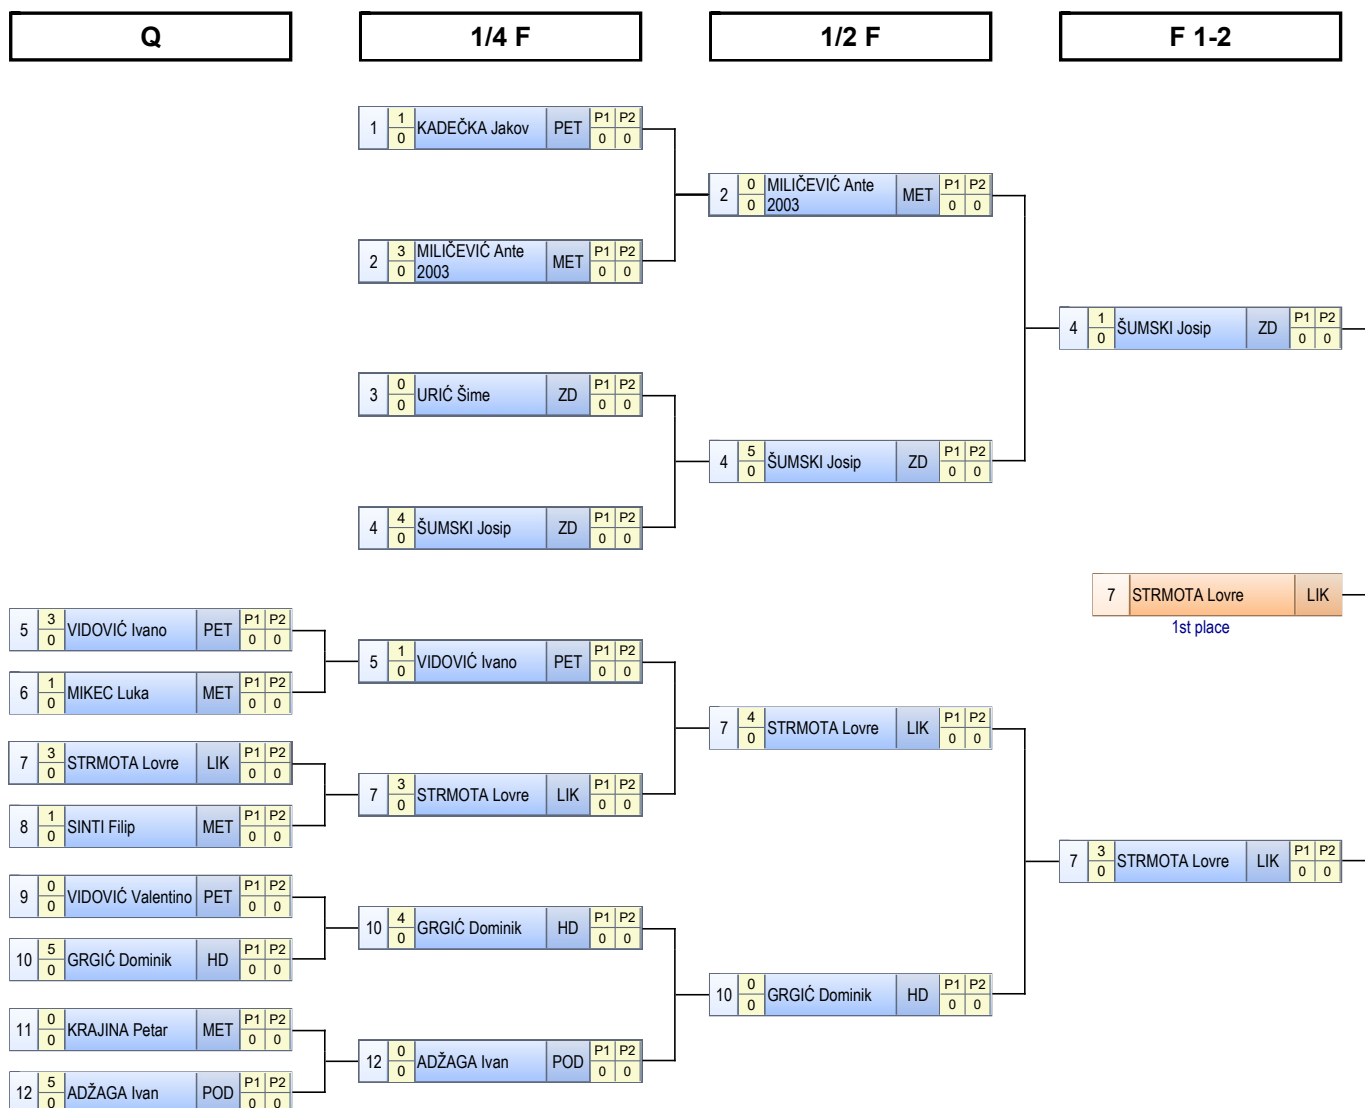 Q
1/4 F
1/2 F
F 1-2
1 1 0 KADEČKA Jakov PET P1 P2 0 0
2 3 0 MILIČEVIĆ Ante 2003 MET P1 P2 0 0
3 0 0 URIĆ Šime ZD P1 P2 0 0
4 4 0 ŠUMSKI Josip ZD P1 P2 0 0
2 0 0 MILIČEVIĆ Ante 2003 MET P1 P2 0 0
4 5 0 ŠUMSKI Josip ZD P1 P2 0 0
4 1 0 ŠUMSKI Josip ZD P1 P2 0 0
7 STRMOTA Lovre LIK
1st place
5 3 0 VIDOVIĆ Ivano PET P1 P2 0 0
6 1 0 MIKEC Luka MET P1 P2 0 0
7 3 0 STRMOTA Lovre LIK P1 P2 0 0
8 1 0 SINTI Filip MET P1 P2 0 0
9 0 0 VIDOVIĆ Valentino PET P1 P2 0 0
10 5 0 GRGIĆ Dominik HD P1 P2 0 0
11 0 0 KRAJINA Petar MET P1 P2 0 0
12 5 0 ADŽAGA Ivan POD P1 P2 0 0
5 1 0 VIDOVIĆ Ivano PET P1 P2 0 0
7 3 0 STRMOTA Lovre LIK P1 P2 0 0
10 4 0 GRGIĆ Dominik HD P1 P2 0 0
12 0 0 ADŽAGA Ivan POD P1 P2 0 0
7 4 0 STRMOTA Lovre LIK P1 P2 0 0
10 0 0 GRGIĆ Dominik HD P1 P2 0 0
7 3 0 STRMOTA Lovre LIK P1 P2 0 0